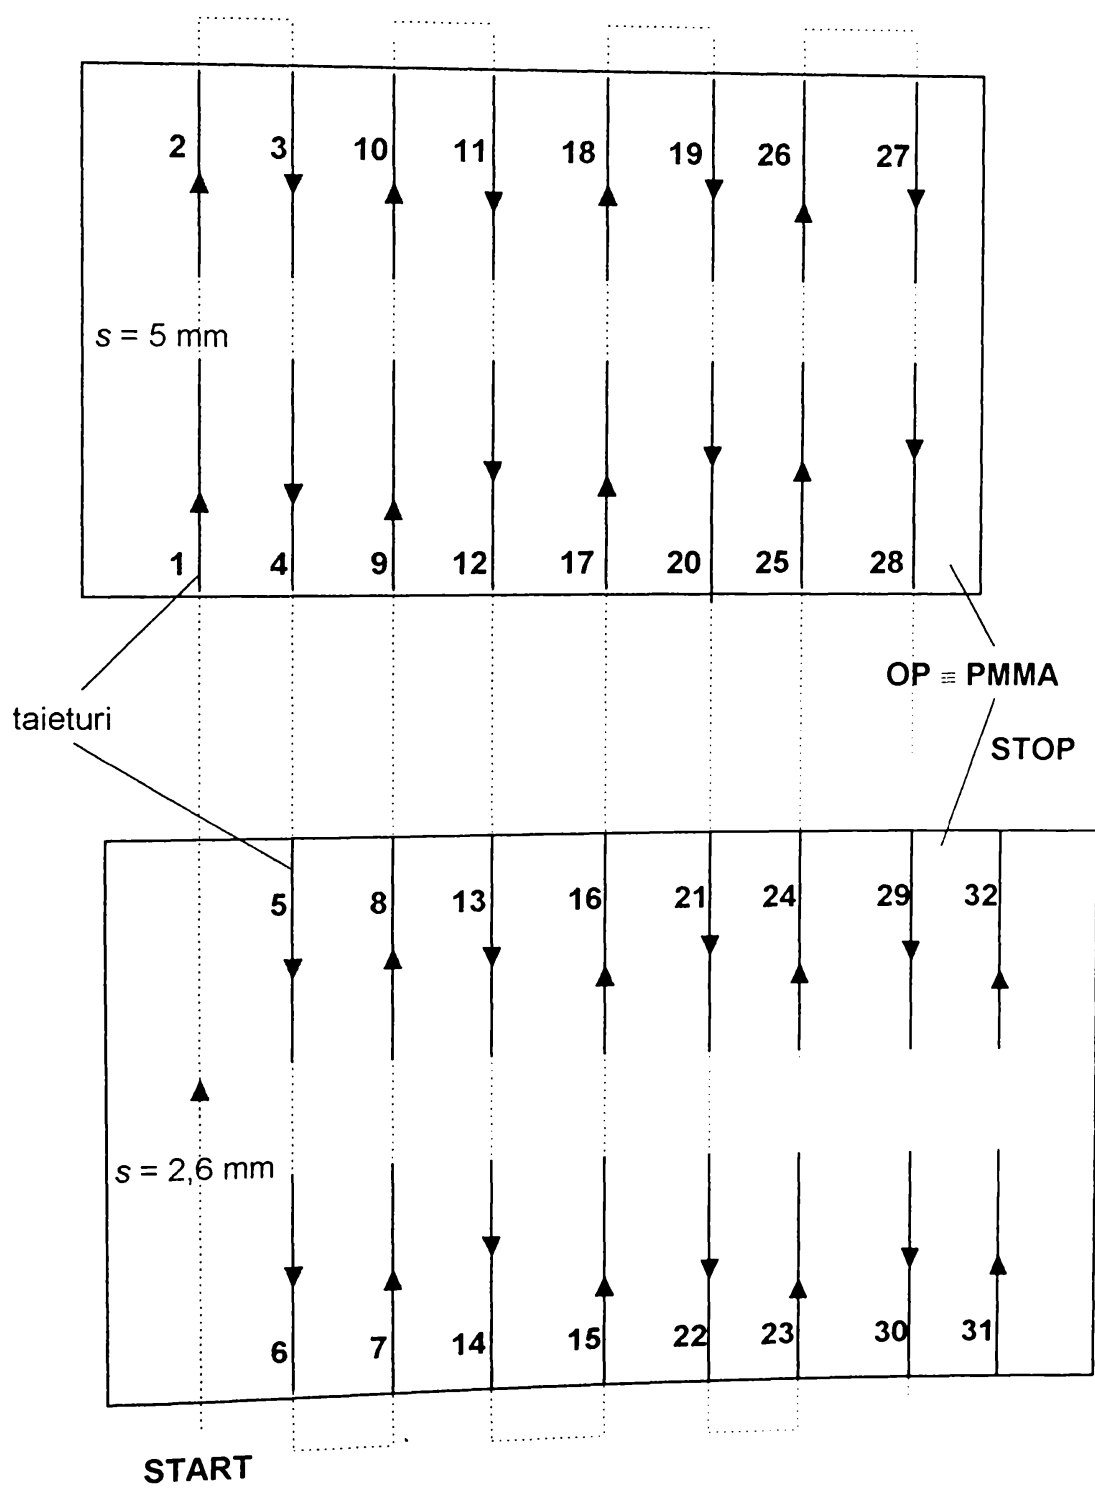 2 3 10 11 18 19 26 27
s = 5 mm
1 4 9 12 17 20 25 28
OP ≡ PMMA
taieturi
STOP
5 8 13 16 21 24 29 32
s = 2,6 mm
6 7 14 15 22 23 30 31
START